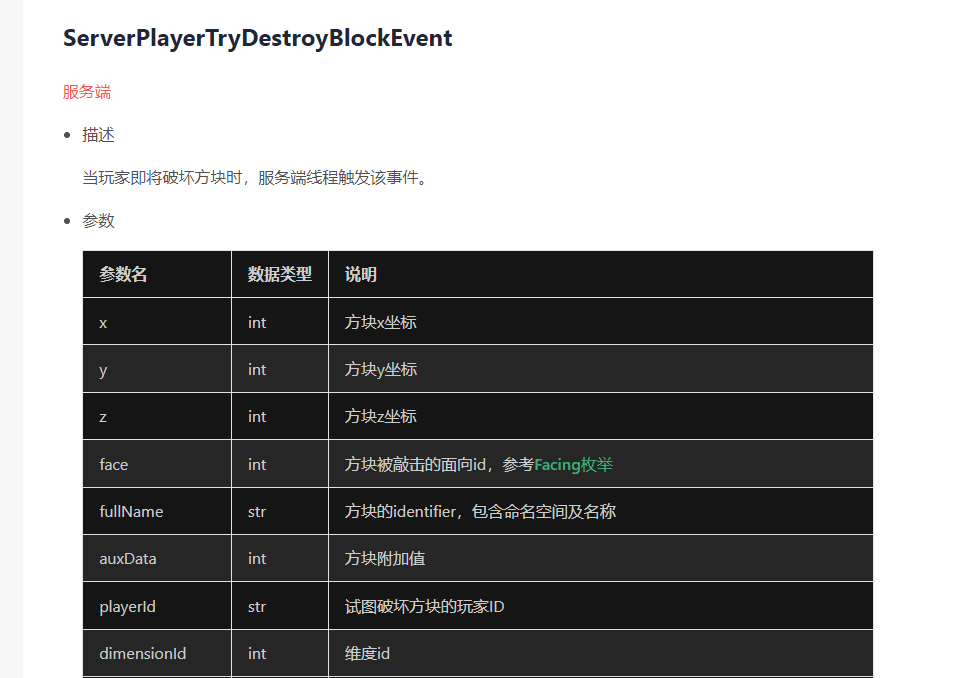 ServerPlayerTryDestroyBlockEvent
服务端
描述
当玩家即将破坏方块时，服务端线程触发该事件。
参数
参数名 数据类型 说明
x int 方块x坐标
y int 方块y坐标
z int 方块z坐标
face int 方块被敲击的面向id，参考Facing枚举
fullName str 方块的identifier，包含命名空间及名称
auxData int 方块附加值
playerId str 试图破坏方块的玩家ID
dimensionId int 维度id